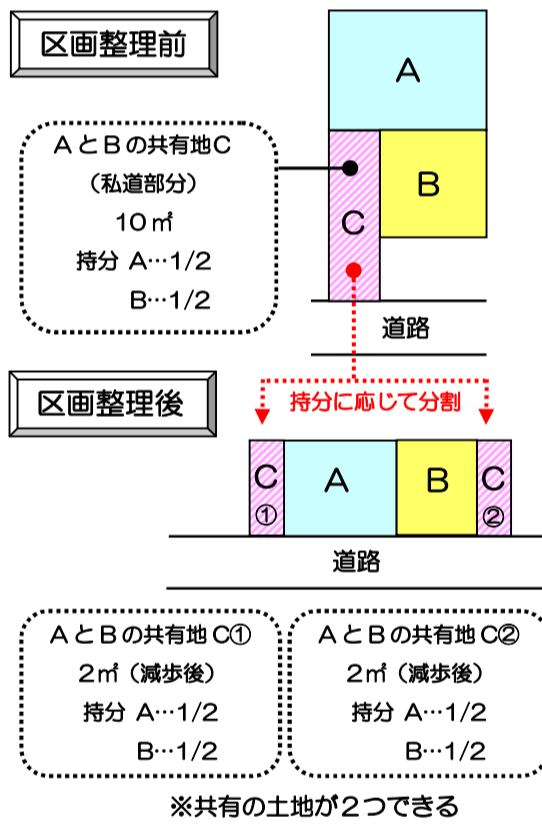 区画整理前
A
AとBの共有地C
（私道部分）
10㎡
持分 A…1/2
B…1/2
B
C
道路
区画整理後
持分に応じて分割
C
①
A
B
C
②
道路
AとBの共有地C①
2㎡（減歩後）
持分 A…1/2
B…1/2
AとBの共有地C②
2㎡（減歩後）
持分 A…1/2
B…1/2
※共有の土地が2つできる